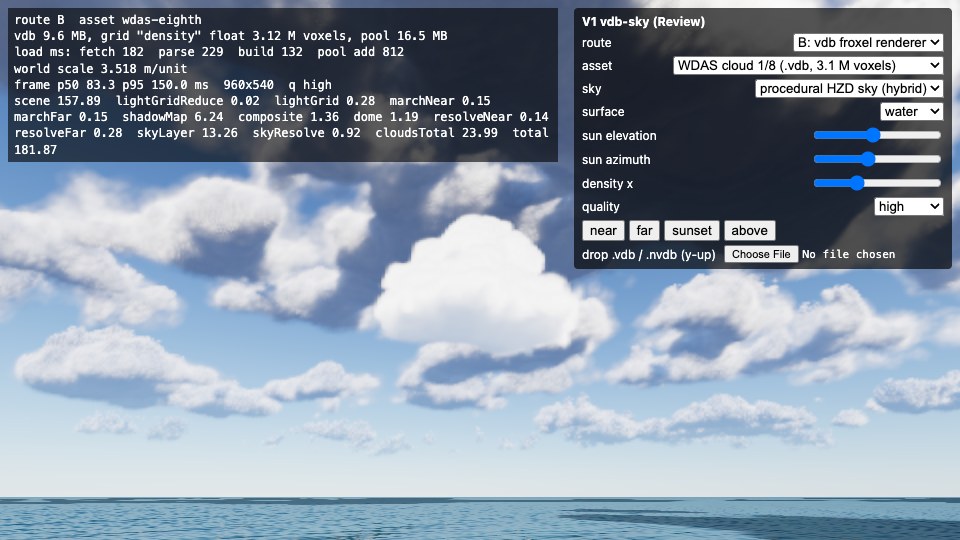 route B  asset wdas-eighth
vdb 9.6 MB, grid "density" float 3.12 M voxels, pool 16.5 MB
load ms: fetch 182  parse 229  build 132  pool add 812
world scale 3.518 m/unit
frame p50 83.3 p95 150.0 ms  960x540  q high
scene 157.89  lightGridReduce 0.02  lightGrid 0.28  marchNear 0.15
marchFar 0.15  shadowMap 6.24  composite 1.36  dome 1.19  resolveNear 0.14
resolveFar 0.28  skyLayer 13.26  skyResolve 0.92  cloudsTotal 23.99  total
181.87
V1 vdb-sky (Review)
route B: vdb froxel renderer
asset WDAS cloud 1/8 (.vdb, 3.1 M voxels)
sky procedural HZD sky (hybrid)
surface water
sun elevation
sun azimuth
density x
quality high
near far sunset above
drop .vdb / .nvdb (y-up) Choose File No file chosen